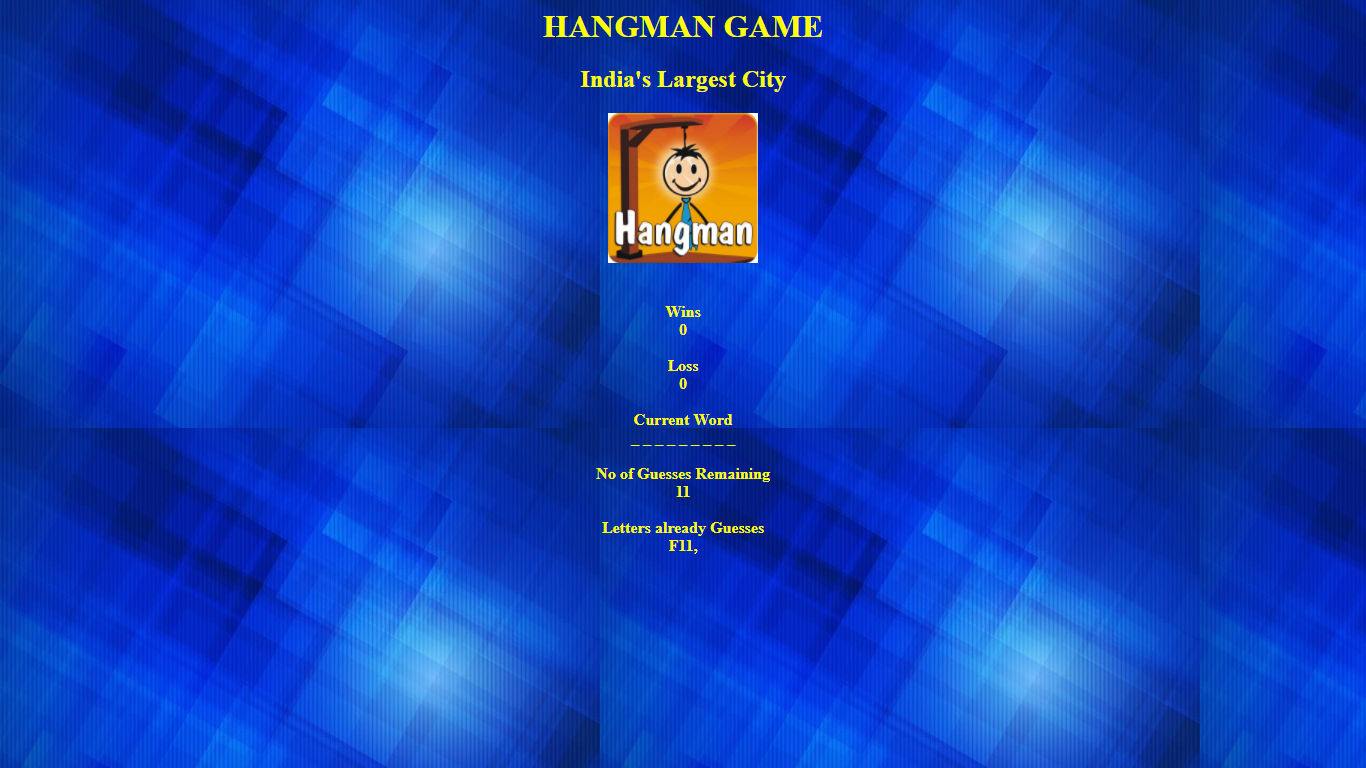 HANGMAN GAME
India's Largest City
Hangman
Wins
0
Loss
0
Current Word
_ _ _ _ _ _ _ _ _
No of Guesses Remaining
11
Letters already Guesses
F11,